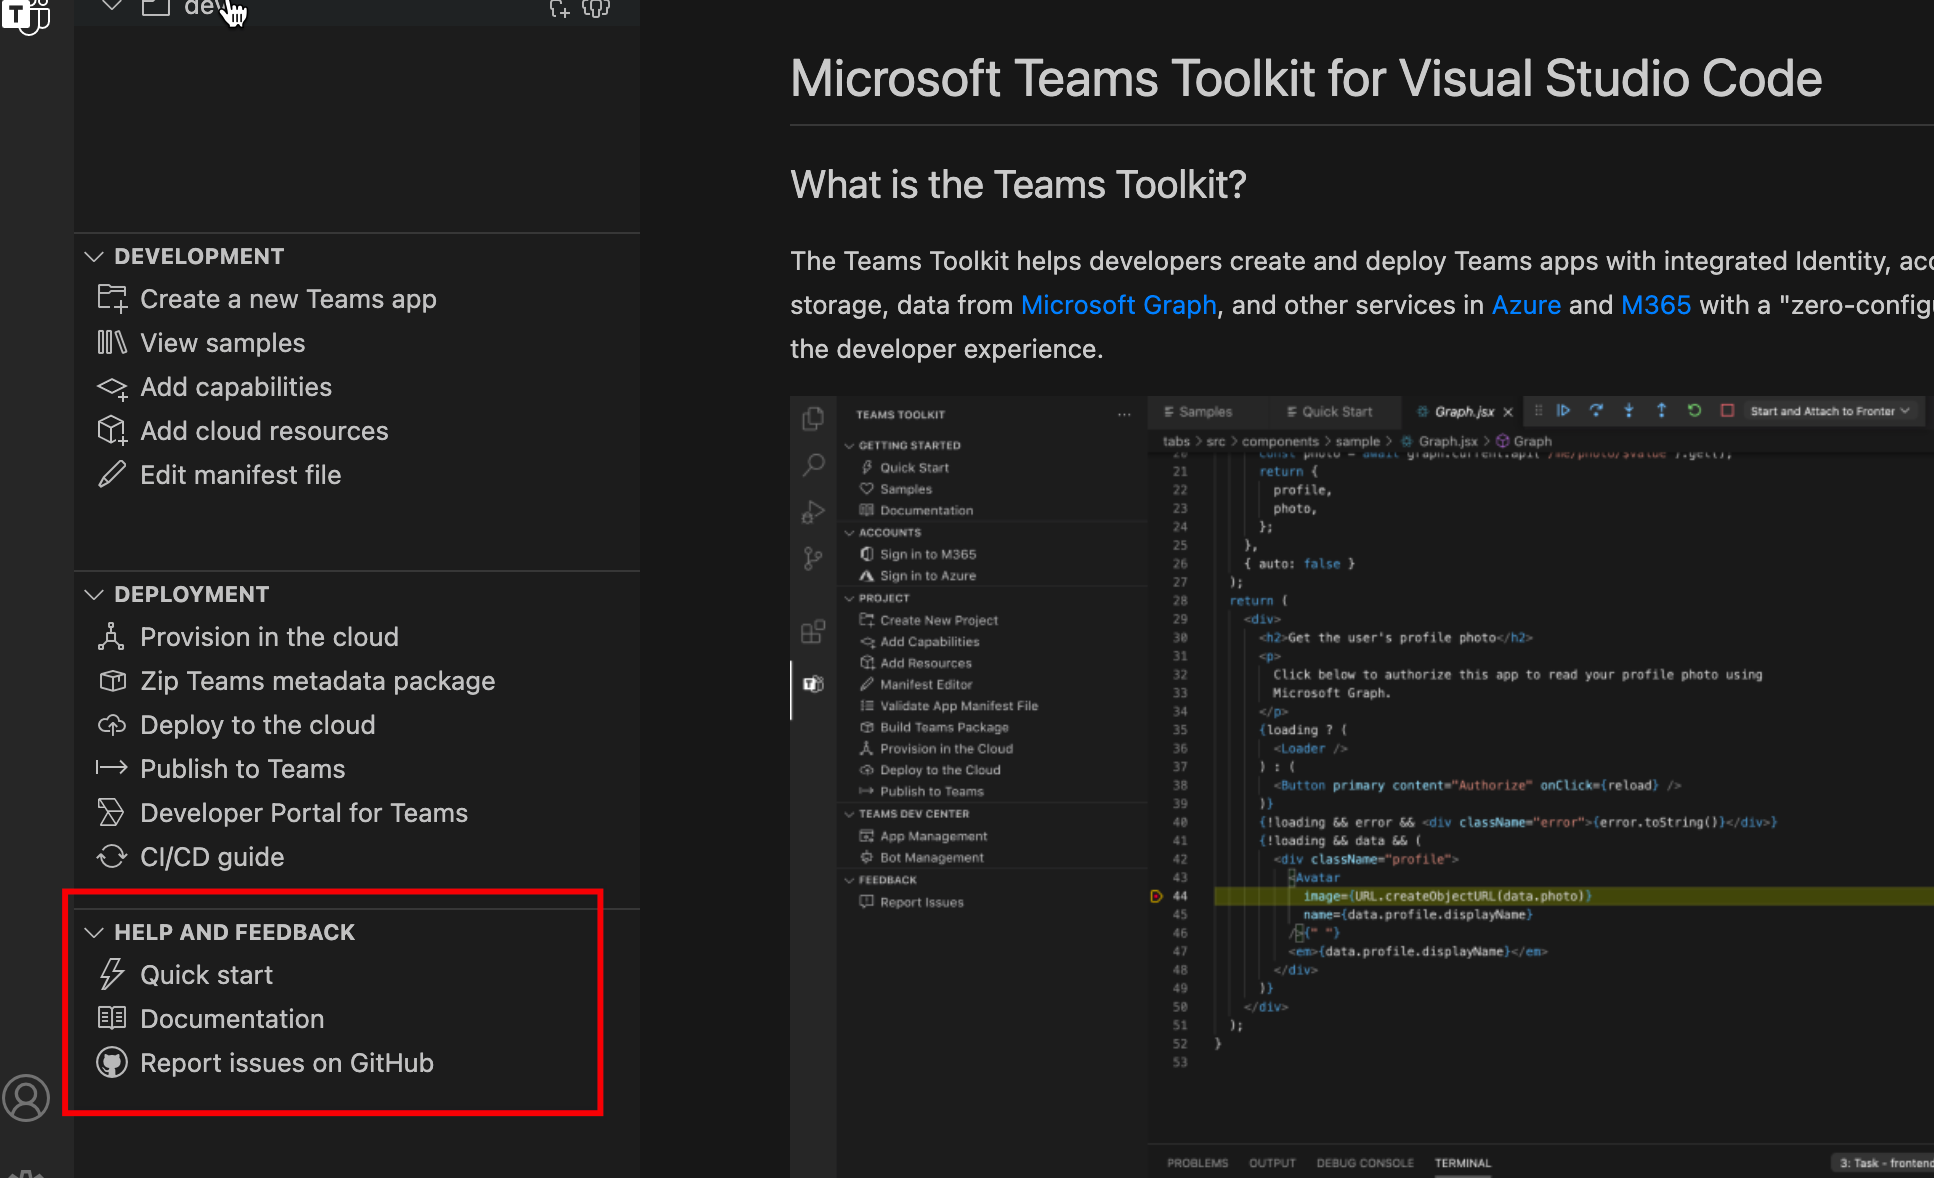 T
DEVELOPMENT
Create a new Teams app
View samples
Add capabilities
Add cloud resources
Edit manifest file
DEPLOYMENT
Provision in the cloud
Zip Teams metadata package
Deploy to the cloud
Publish to Teams
Developer Portal for Teams
CI/CD guide
HELP AND FEEDBACK
Quick start
Documentation
Report issues on GitHub
Microsoft Teams Toolkit for Visual Studio Code
What is the Teams Toolkit?
The Teams Toolkit helps developers create and deploy Teams apps with integrated Identity,
storage, data from Microsoft Graph, and other services in Azure and M365 with a "zero-config
the developer experience.
TEAMS TOOLKIT
GETTING STARTED
Quick Start
Samples
Documentation
ACCOUNTS
Sign in to M365
Sign in to Azure
PROJECT
Create New Project
Add Capabilities
Add Resources
Manifest Editor
Validate App Manifest File
Build Teams Package
Provision in the Cloud
Deploy to the Cloud
Publish to Teams
TEAMS DEV CENTER
App Management
Bot Management
FEEDBACK
Report Issues
Samples Quick Start Graph.jsx Start and Attach to Fronter
tabs > src > components > sample > Graph.jsx > Graph
20 const photo = await graph.current.api("/me/photo/$value").get();
21 return {
22 profile,
23 photo,
24 };
25 },
26 { auto: false }
27 );
28 return (
29 <div>
30 <h2>Get the user's profile photo</h2>
31 <p>
32 Click below to authorize this app to read your profile photo using
33 Microsoft Graph.
34 </p>
35 {loading ? (
36 <Loader />
37 ) : (
38 <Button primary content="Authorize" onClick={reload} />
39 )}
40 {!loading && error && <div className="error">{error.toString()}</div>}
41 {!loading && data && (
42 <div className="profile">
43 <Avatar
44 image={URL.createObjectURL(data.photo)}
45 name={data.profile.displayName}
46 />{" "}
47 <em>{data.profile.displayName}</em>
48 </div>
49 )}
50 </div>
51 );
52 }
53
PROBLEMS OUTPUT DEBUG CONSOLE TERMINAL 3: Task - frontend